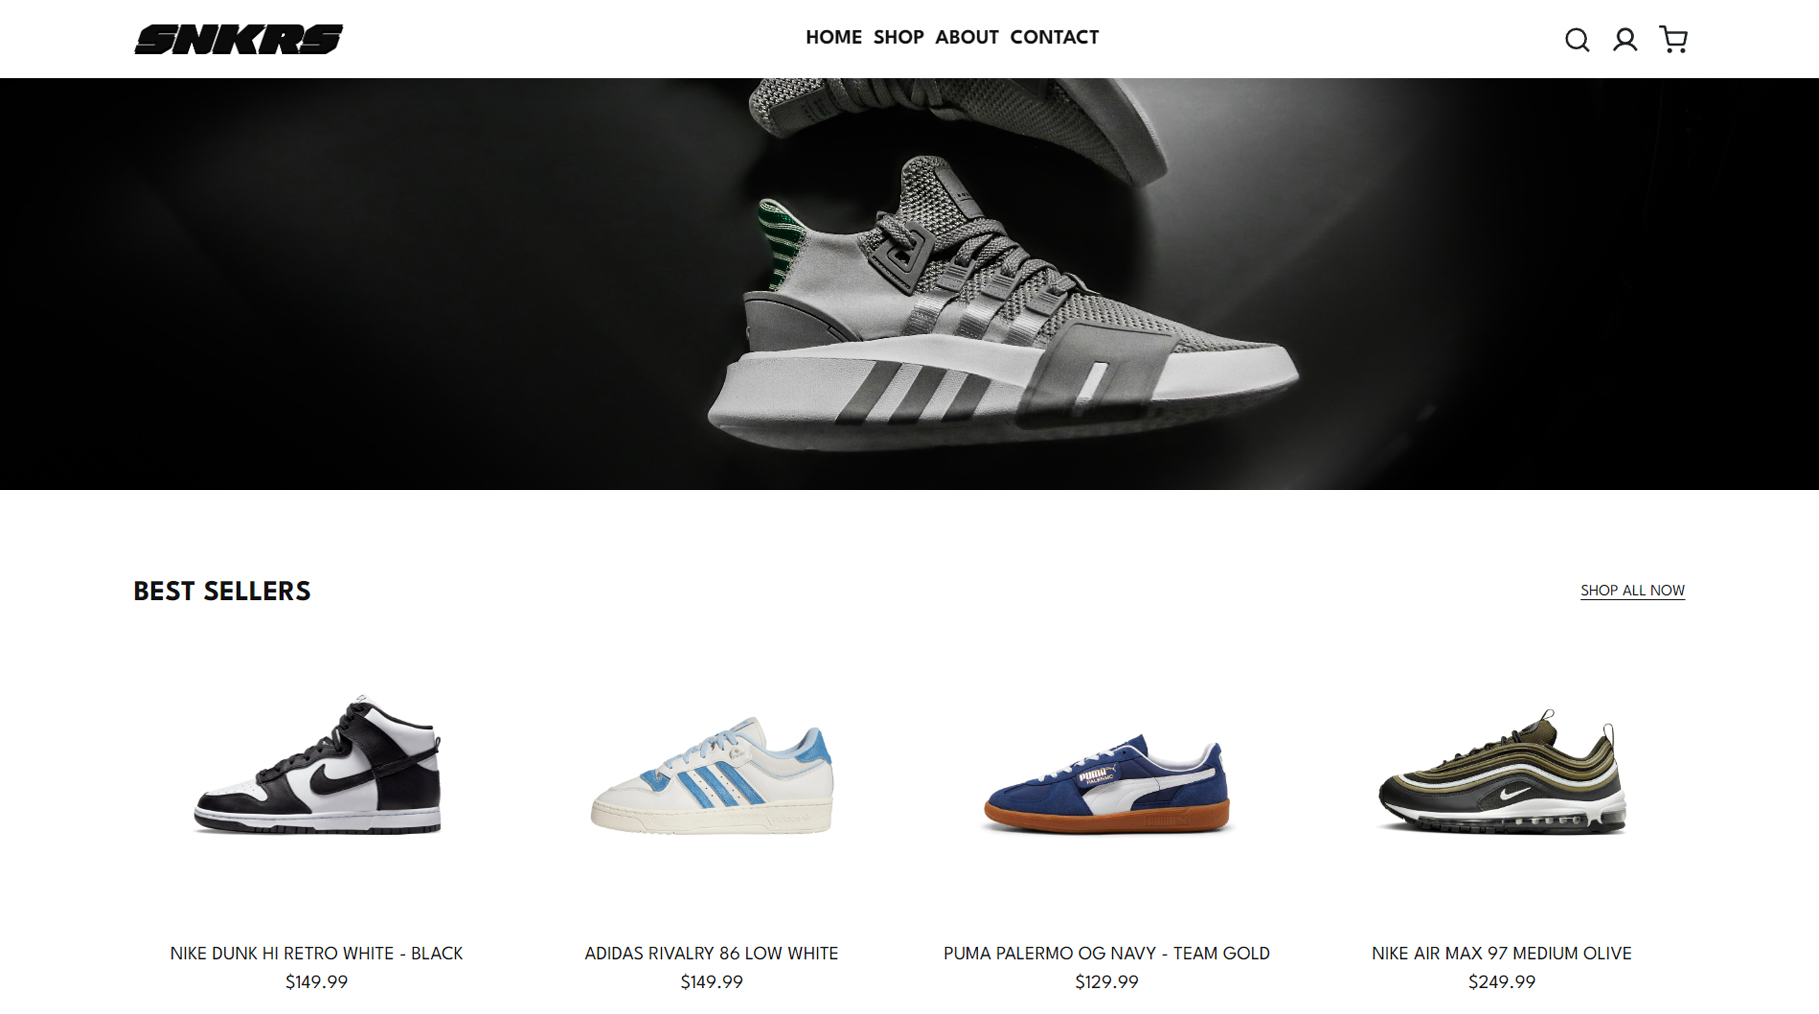 SNKRS
HOME SHOP ABOUT CONTACT
BEST SELLERS
SHOP ALL NOW
PUMA
PALERMO
NIKE DUNK HI RETRO WHITE - BLACK
$149.99
ADIDAS RIVALRY 86 LOW WHITE
$149.99
PUMA PALERMO OG NAVY - TEAM GOLD
$129.99
NIKE AIR MAX 97 MEDIUM OLIVE
$249.99